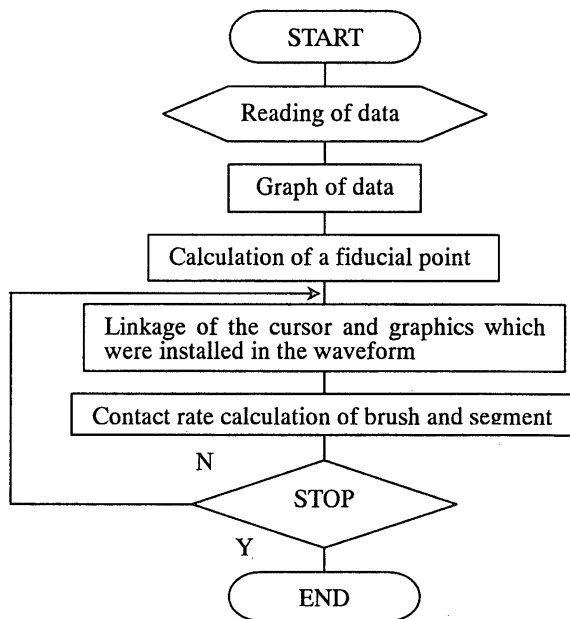 START
Reading of data
Graph of data
Calculation of a fiducial point
Linkage of the cursor and graphics which
were installed in the waveform
Contact rate calculation of brush and segment
N
STOP
Y
END